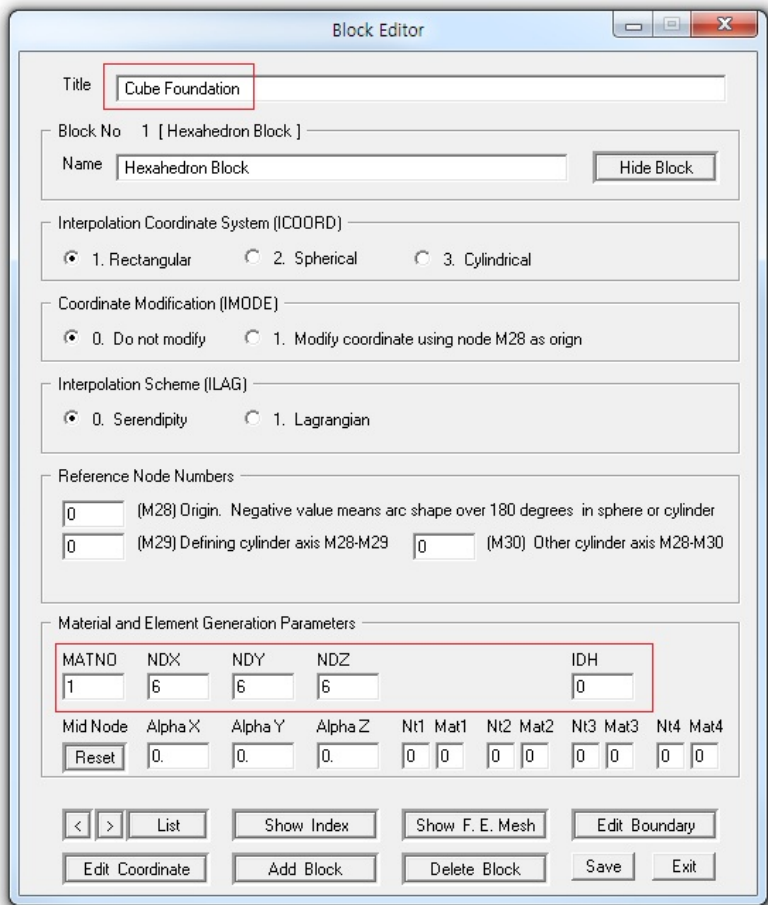 Block Editor
Title Cube Foundation
Block No 1 [ Hexahedron Block ]
Name Hexahedron Block Hide Block
Interpolation Coordinate System (ICOORD)
1. Rectangular 2. Spherical 3. Cylindrical
Coordinate Modification (IMODE)
0. Do not modify 1. Modify coordinate using node M28 as orign
Interpolation Scheme (ILAG)
0. Serendipity 1. Lagrangian
Reference Node Numbers
0 (M28) Origin. Negative value means arc shape over 180 degrees in sphere or cylinder
0 (M29) Defining cylinder axis M28-M29 0 (M30) Other cylinder axis M28-M30
Material and Element Generation Parameters
MATNO NDX NDY NDZ IDH
1 6 6 6 0
Mid Node Alpha X Alpha Y Alpha Z Nt1 Mat1 Nt2 Mat2 Nt3 Mat3 Nt4 Mat4
Reset 0. 0. 0. 0 0 0 0 0 0 0 0
< > List Show Index Show F. E. Mesh Edit Boundary
Edit Coordinate Add Block Delete Block Save Exit